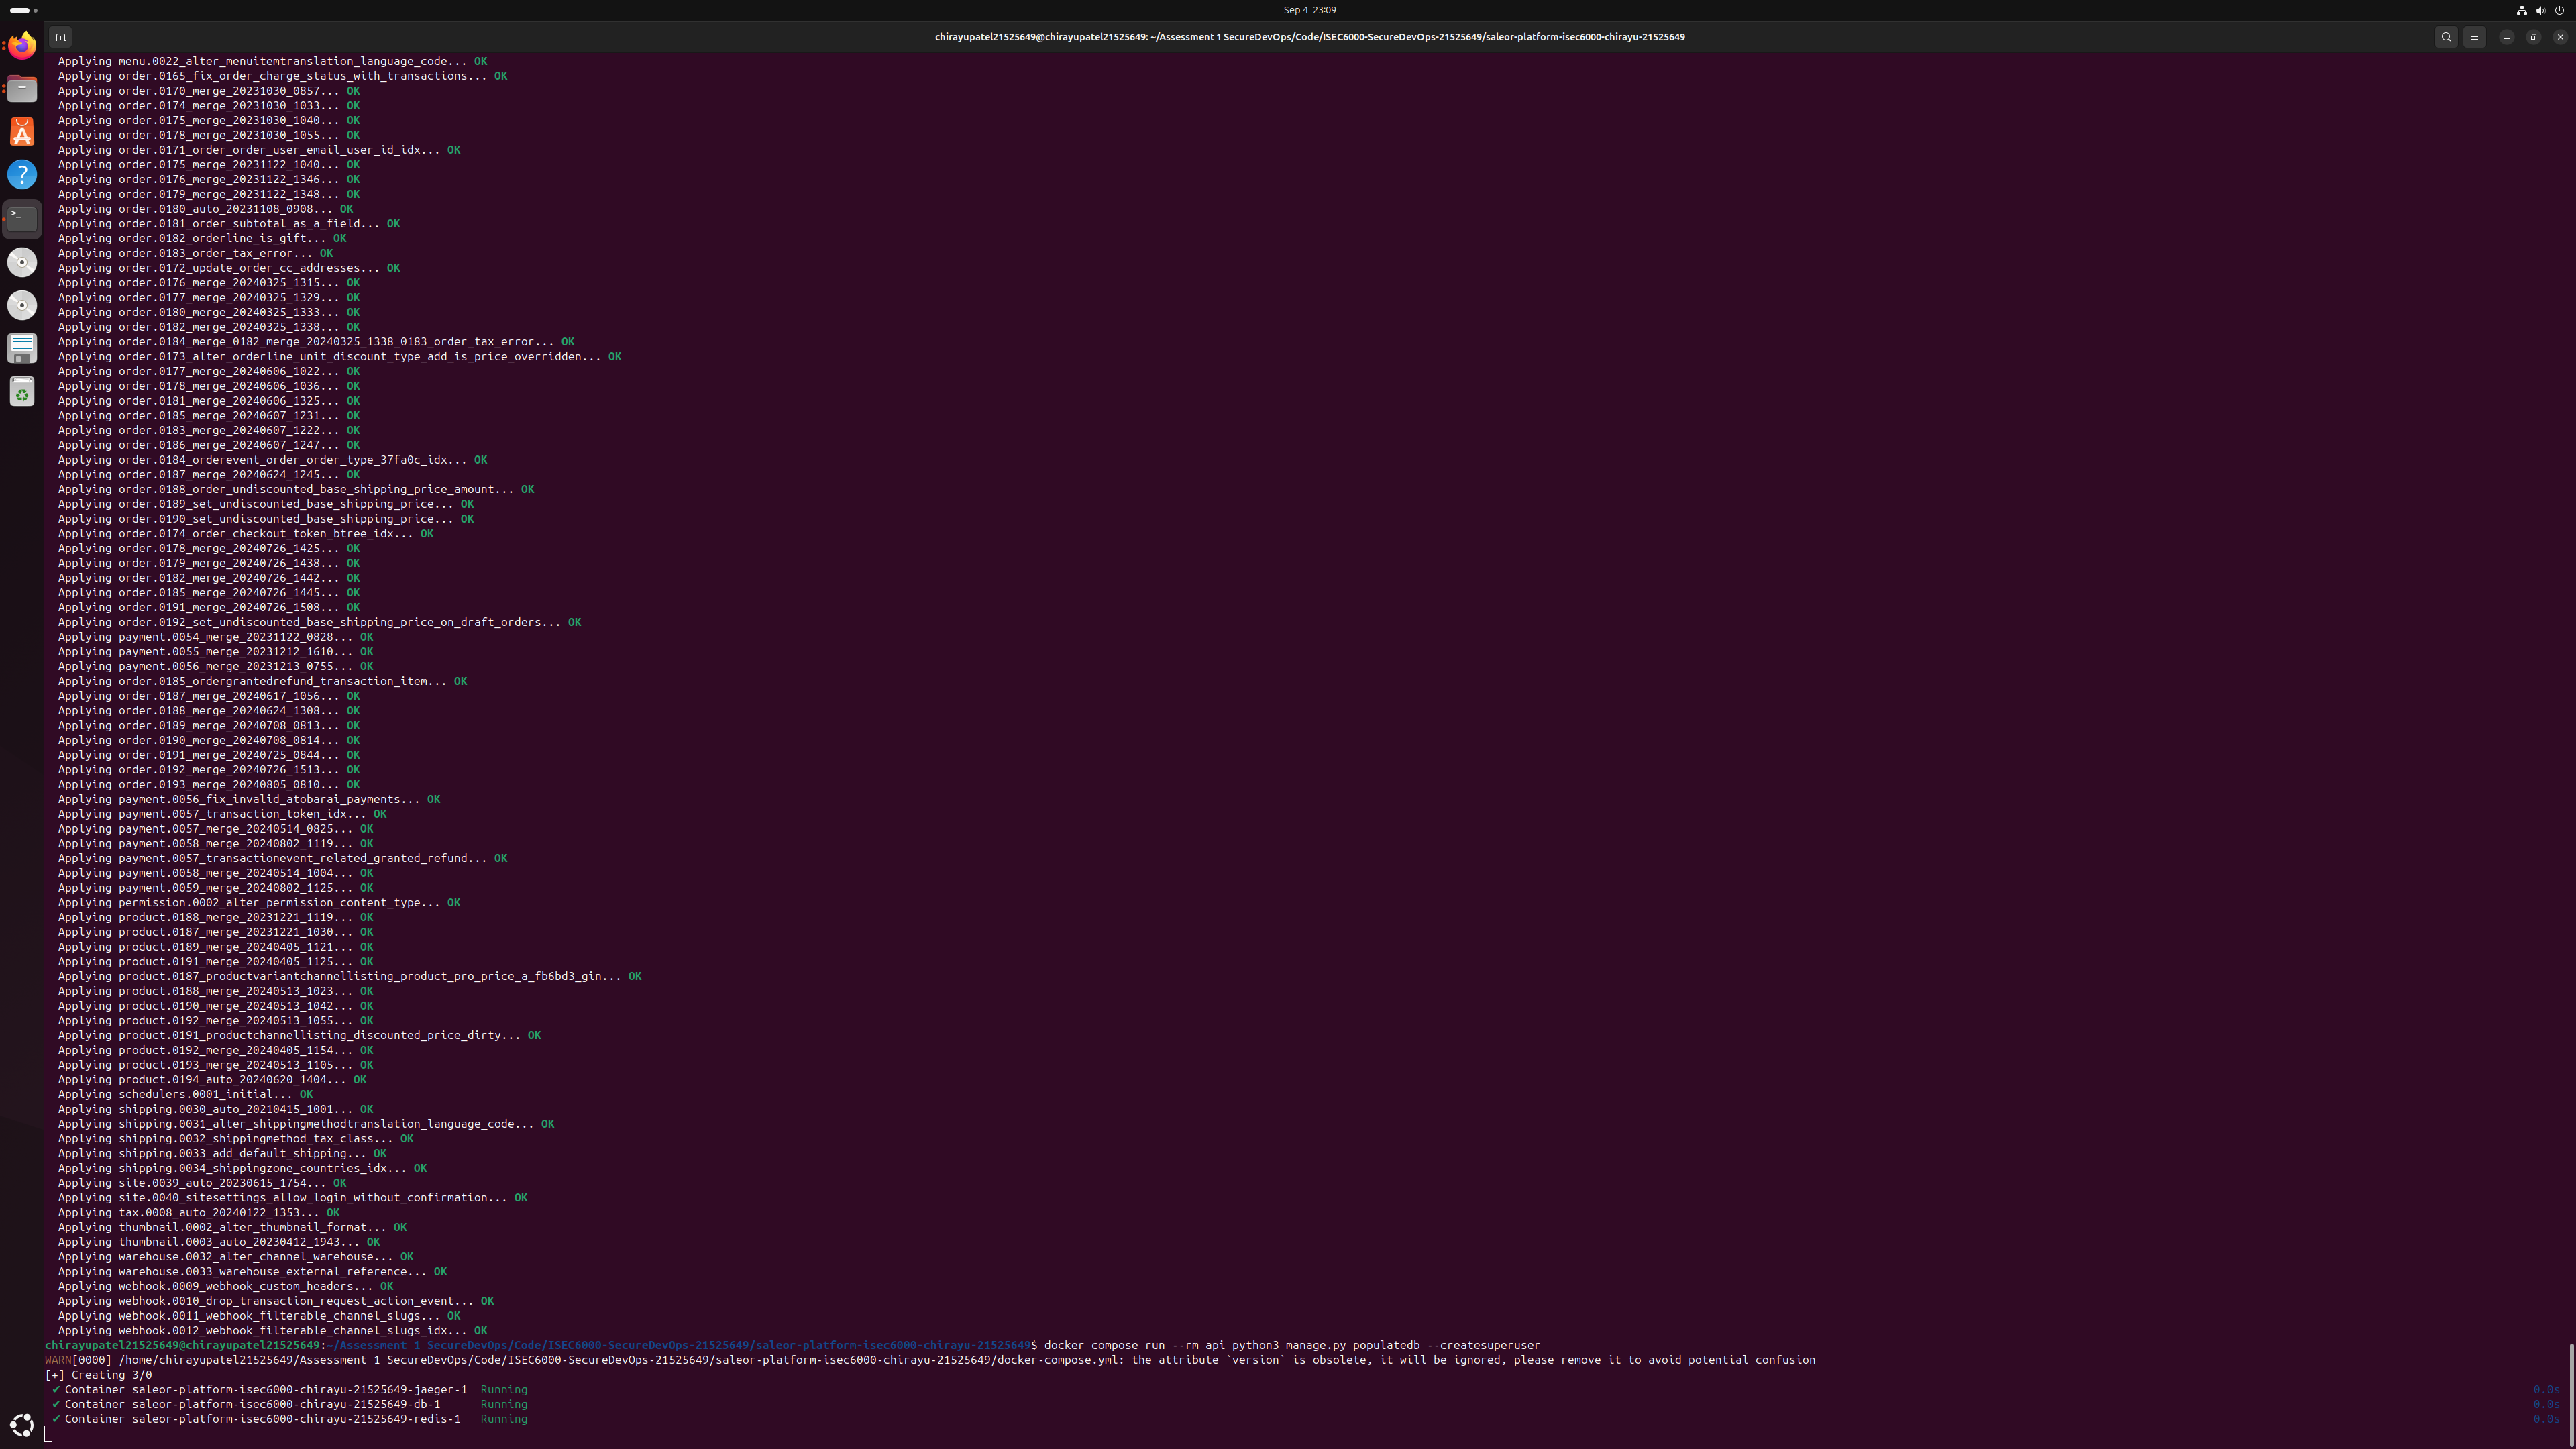 Sep 4 23:09
chirayupatel21525649@chirayupatel21525649: ~/Assessment 1 SecureDevOps/Code/ISEC6000-SecureDevOps-21525649/saleor-platform-isec6000-chirayu-21525649
Applying menu.0022_alter_menuitemtranslation_language_code... OK
Applying order.0165_fix_order_charge_status_with_transactions... OK
Applying order.0170_merge_20231030_0857... OK
Applying order.0174_merge_20231030_1033... OK
Applying order.0175_merge_20231030_1040... OK
Applying order.0178_merge_20231030_1055... OK
Applying order.0171_order_order_user_email_user_id_idx... OK
Applying order.0175_merge_20231122_1040... OK
Applying order.0176_merge_20231122_1346... OK
Applying order.0179_merge_20231122_1348... OK
Applying order.0180_auto_20231108_0908... OK
Applying order.0181_order_subtotal_as_a_field... OK
Applying order.0182_orderline_is_gift... OK
Applying order.0183_order_tax_error... OK
Applying order.0172_update_order_cc_addresses... OK
Applying order.0176_merge_20240325_1315... OK
Applying order.0177_merge_20240325_1329... OK
Applying order.0180_merge_20240325_1333... OK
Applying order.0182_merge_20240325_1338... OK
Applying order.0184_merge_0182_merge_20240325_1338_0183_order_tax_error... OK
Applying order.0173_alter_orderline_unit_discount_type_add_is_price_overridden... OK
Applying order.0177_merge_20240606_1022... OK
Applying order.0178_merge_20240606_1036... OK
Applying order.0181_merge_20240606_1325... OK
Applying order.0185_merge_20240607_1231... OK
Applying order.0183_merge_20240607_1222... OK
Applying order.0186_merge_20240607_1247... OK
Applying order.0184_orderevent_order_order_type_37fa0c_idx... OK
Applying order.0187_merge_20240624_1245... OK
Applying order.0188_order_undiscounted_base_shipping_price_amount... OK
Applying order.0189_set_undiscounted_base_shipping_price... OK
Applying order.0190_set_undiscounted_base_shipping_price... OK
Applying order.0174_order_checkout_token_btree_idx... OK
Applying order.0178_merge_20240726_1425... OK
Applying order.0179_merge_20240726_1438... OK
Applying order.0182_merge_20240726_1442... OK
Applying order.0185_merge_20240726_1445... OK
Applying order.0191_merge_20240726_1508... OK
Applying order.0192_set_undiscounted_base_shipping_price_on_draft_orders... OK
Applying payment.0054_merge_20231122_0828... OK
Applying payment.0055_merge_20231212_1610... OK
Applying payment.0056_merge_20231213_0755... OK
Applying order.0185_ordergrantedrefund_transaction_item... OK
Applying order.0187_merge_20240617_1056... OK
Applying order.0188_merge_20240624_1308... OK
Applying order.0189_merge_20240708_0813... OK
Applying order.0190_merge_20240708_0814... OK
Applying order.0191_merge_20240725_0844... OK
Applying order.0192_merge_20240726_1513... OK
Applying order.0193_merge_20240805_0810... OK
Applying payment.0056_fix_invalid_atobarai_payments... OK
Applying payment.0057_transaction_token_idx... OK
Applying payment.0057_merge_20240514_0825... OK
Applying payment.0058_merge_20240802_1119... OK
Applying payment.0057_transactionevent_related_granted_refund... OK
Applying payment.0058_merge_20240514_1004... OK
Applying payment.0059_merge_20240802_1125... OK
Applying permission.0002_alter_permission_content_type... OK
Applying product.0188_merge_20231221_1119... OK
Applying product.0187_merge_20231221_1030... OK
Applying product.0189_merge_20240405_1121... OK
Applying product.0191_merge_20240405_1125... OK
Applying product.0187_productvariantchannellisting_product_pro_price_a_fb6bd3_gin... OK
Applying product.0188_merge_20240513_1023... OK
Applying product.0190_merge_20240513_1042... OK
Applying product.0192_merge_20240513_1055... OK
Applying product.0191_productchannellisting_discounted_price_dirty... OK
Applying product.0192_merge_20240405_1154... OK
Applying product.0193_merge_20240513_1105... OK
Applying product.0194_auto_20240620_1404... OK
Applying schedulers.0001_initial... OK
Applying shipping.0030_auto_20210415_1001... OK
Applying shipping.0031_alter_shippingmethodtranslation_language_code... OK
Applying shipping.0032_shippingmethod_tax_class... OK
Applying shipping.0033_add_default_shipping... OK
Applying shipping.0034_shippingzone_countries_idx... OK
Applying site.0039_auto_20230615_1754... OK
Applying site.0040_sitesettings_allow_login_without_confirmation... OK
Applying tax.0008_auto_20240122_1353... OK
Applying thumbnail.0002_alter_thumbnail_format... OK
Applying thumbnail.0003_auto_20230412_1943... OK
Applying warehouse.0032_alter_channel_warehouse... OK
Applying warehouse.0033_warehouse_external_reference... OK
Applying webhook.0009_webhook_custom_headers... OK
Applying webhook.0010_drop_transaction_request_action_event... OK
Applying webhook.0011_webhook_filterable_channel_slugs... OK
Applying webhook.0012_webhook_filterable_channel_slugs_idx... OK
chirayupatel21525649@chirayupatel21525649:~/Assessment 1 SecureDevOps/Code/ISEC6000-SecureDevOps-21525649/saleor-platform-isec6000-chirayu-21525649$ docker compose run --rm api python3 manage.py populatedb --createsuperuser
WARN[0000] /home/chirayupatel21525649/Assessment 1 SecureDevOps/Code/ISEC6000-SecureDevOps-21525649/saleor-platform-isec6000-chirayu-21525649/docker-compose.yml: the attribute `version` is obsolete, it will be ignored, please remove it to avoid potential confusion
[+] Creating 3/0
✔ Container saleor-platform-isec6000-chirayu-21525649-jaeger-1 Running 0.0s
✔ Container saleor-platform-isec6000-chirayu-21525649-db-1 Running 0.0s
✔ Container saleor-platform-isec6000-chirayu-21525649-redis-1 Running 0.0s